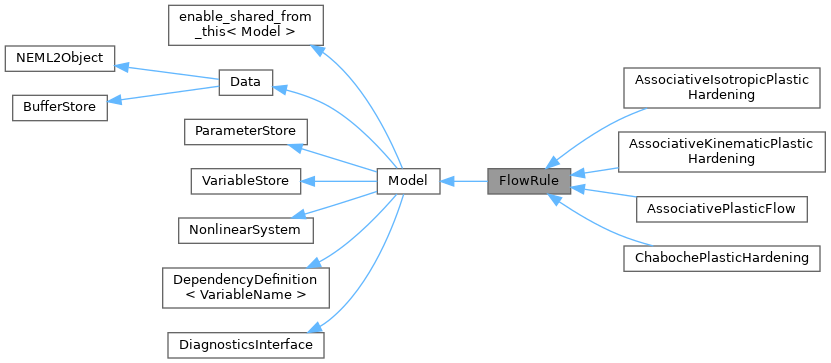 enable_shared_from
_this< Model >
NEML2Object
BufferStore
Data
ParameterStore
VariableStore
NonlinearSystem
DependencyDefinition
< VariableName >
DiagnosticsInterface
Model
FlowRule
AssociativeIsotropicPlastic
Hardening
AssociativeKinematicPlastic
Hardening
AssociativePlasticFlow
ChabochePlasticHardening